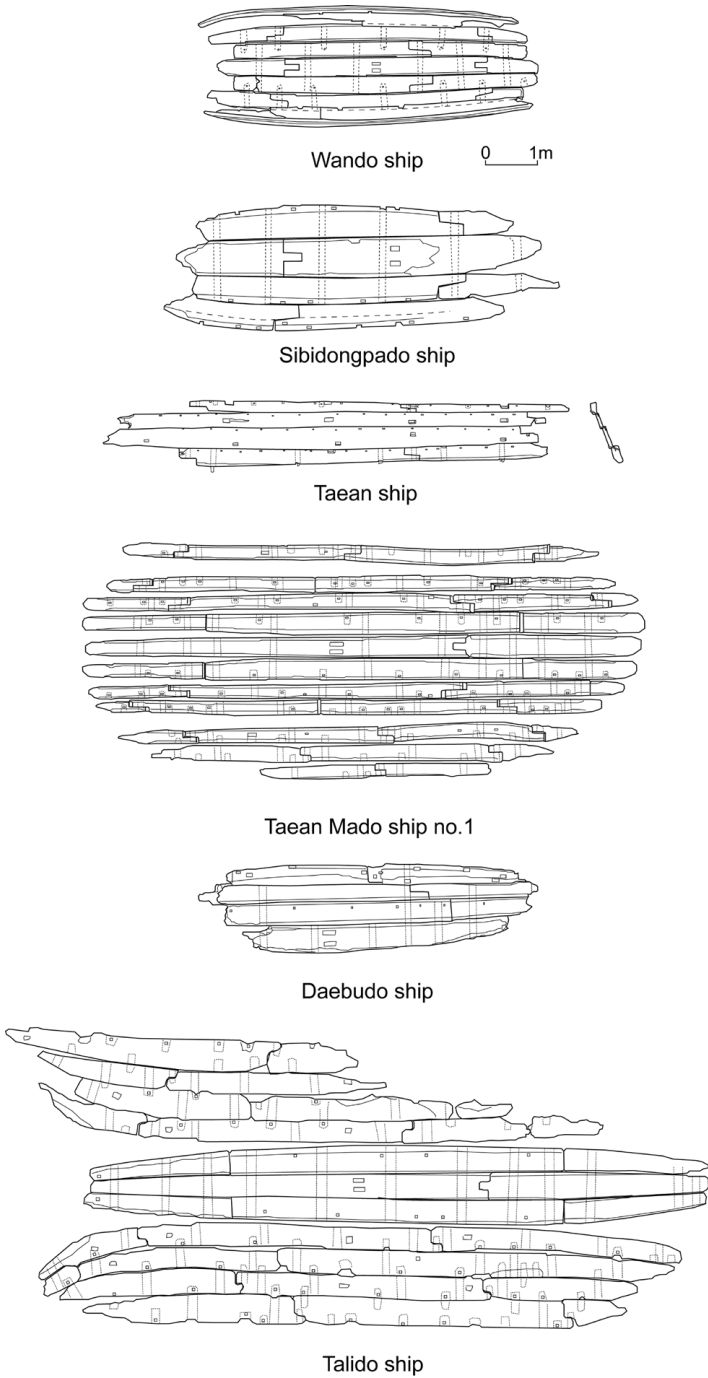 Wando ship
0 1m
Sibidongpado ship
Taean ship
Taean Mado ship no.1
Daebudo ship
Talido ship